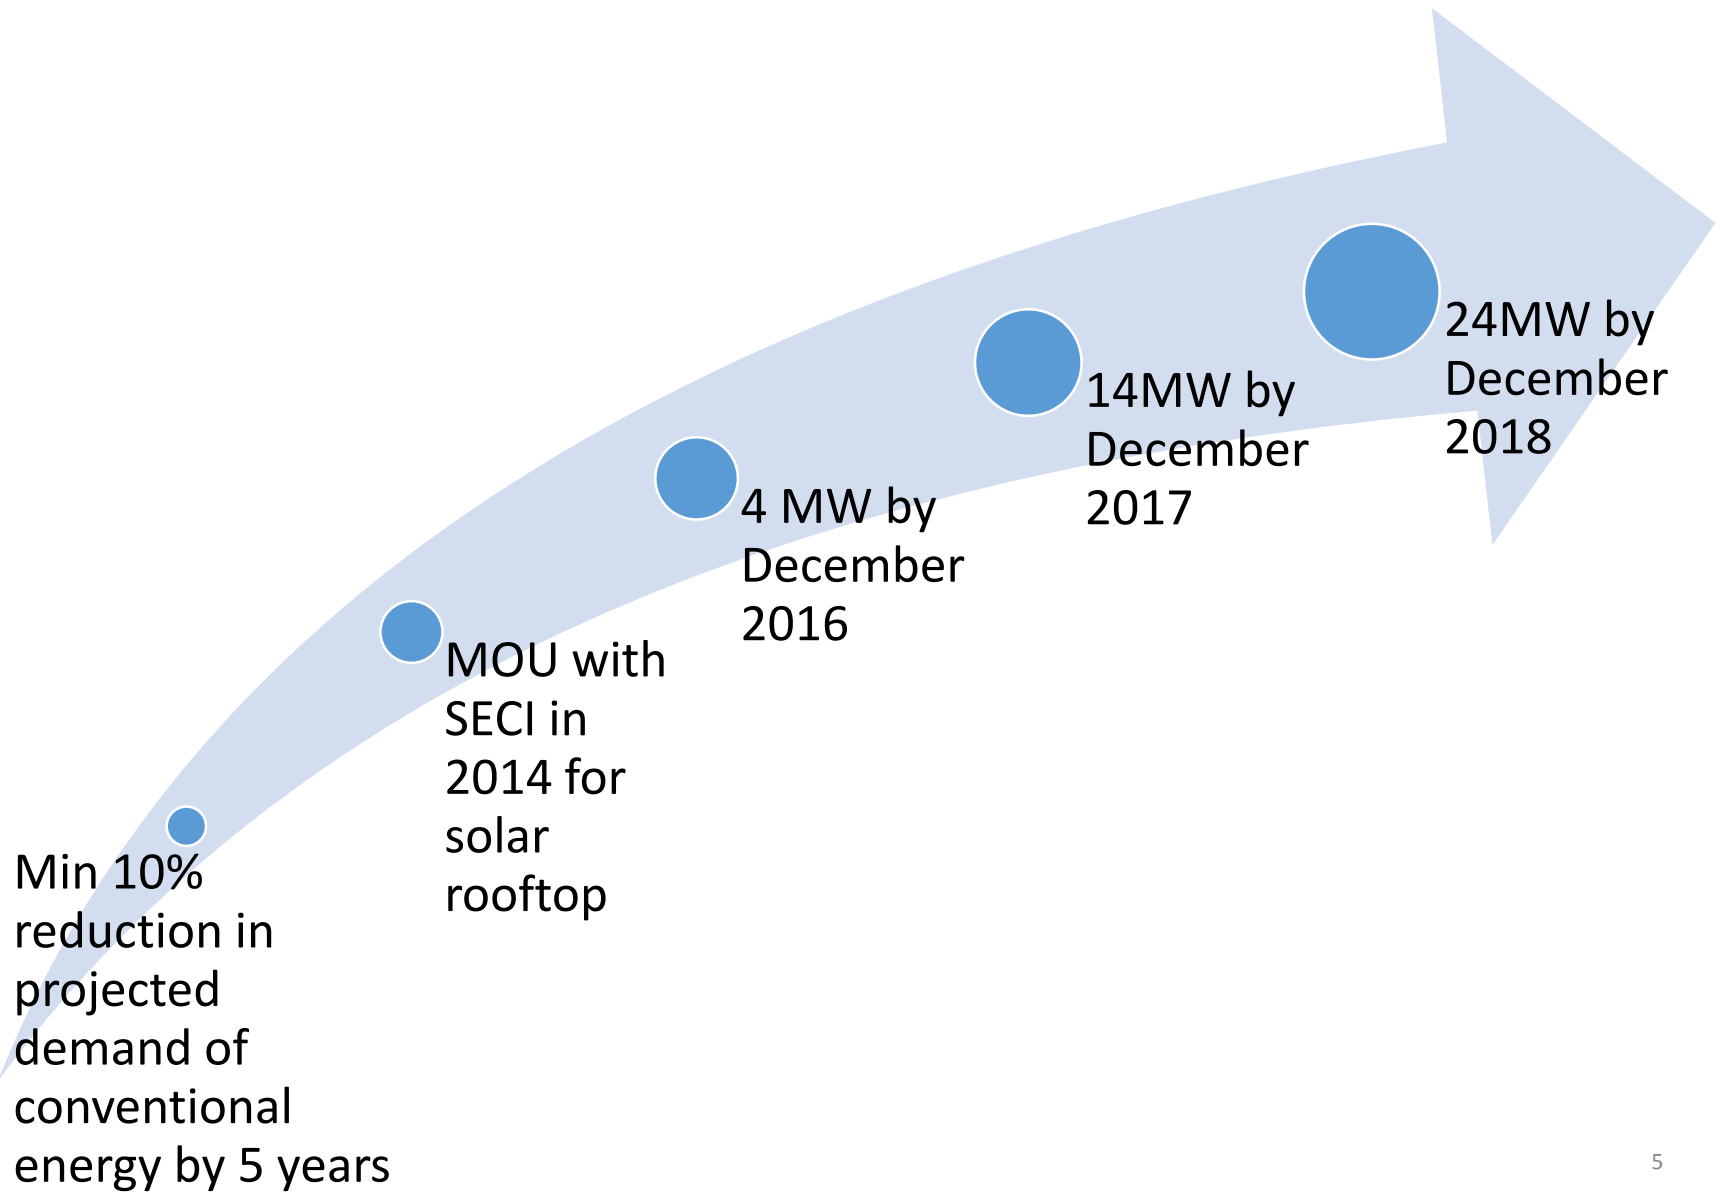 Min 10%
reduction in
projected
demand of
conventional
energy by 5 years
MOU with
SECI in
2014 for
solar
rooftop
4 MW by
December
2016
14MW by
December
2017
24MW by
December
2018
5